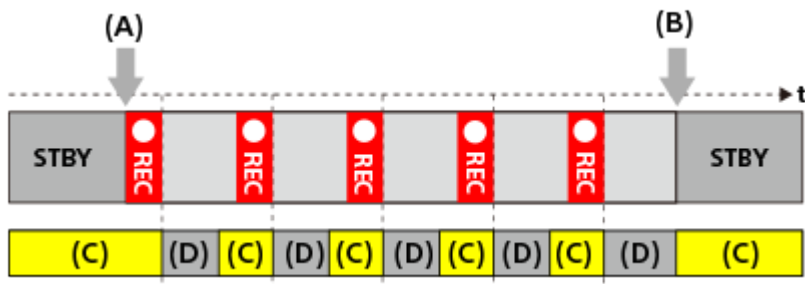 (A) (B)
t
STBY REC REC REC REC REC STBY
(C) (D) (C) (D) (C) (D) (C) (D) (C) (D) (C)